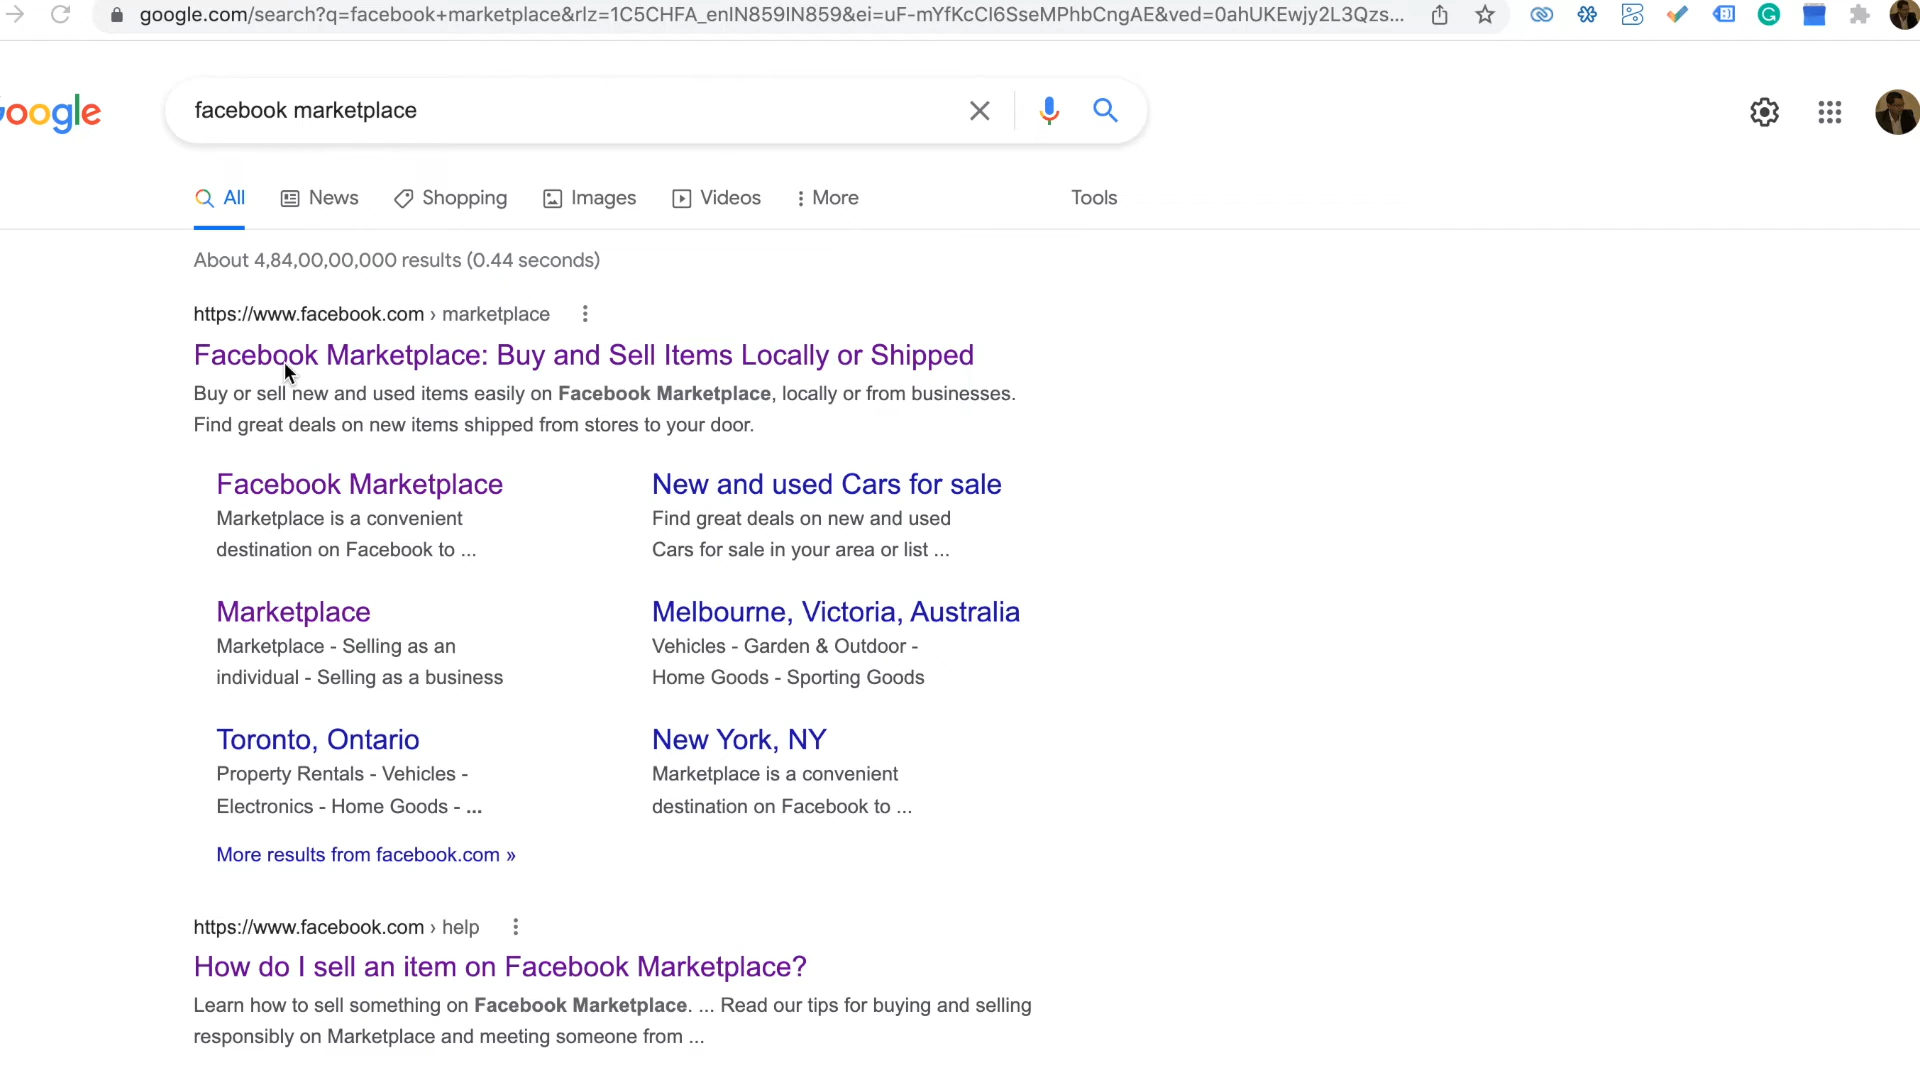 google.com/search?q=facebook+marketplace&rlz=1C5CHFA_enIN859IN859&ei=uF-mYfKcCI6SseMPhbCngAE&ved=0ahUKEwjy2L3Qzs...
oogle
facebook marketplace
All News Shopping Images Videos More Tools
About 4,84,00,00,000 results (0.44 seconds)
https://www.facebook.com › marketplace
Facebook Marketplace: Buy and Sell Items Locally or Shipped
Buy or sell new and used items easily on Facebook Marketplace, locally or from businesses.
Find great deals on new items shipped from stores to your door.
Facebook Marketplace
Marketplace is a convenient
destination on Facebook to ...
New and used Cars for sale
Find great deals on new and used
Cars for sale in your area or list ...
Marketplace
Marketplace - Selling as an
individual - Selling as a business
Melbourne, Victoria, Australia
Vehicles - Garden & Outdoor -
Home Goods - Sporting Goods
Toronto, Ontario
Property Rentals - Vehicles -
Electronics - Home Goods - ...
New York, NY
Marketplace is a convenient
destination on Facebook to ...
More results from facebook.com »
https://www.facebook.com › help
How do I sell an item on Facebook Marketplace?
Learn how to sell something on Facebook Marketplace. ... Read our tips for buying and selling
responsibly on Marketplace and meeting someone from ...